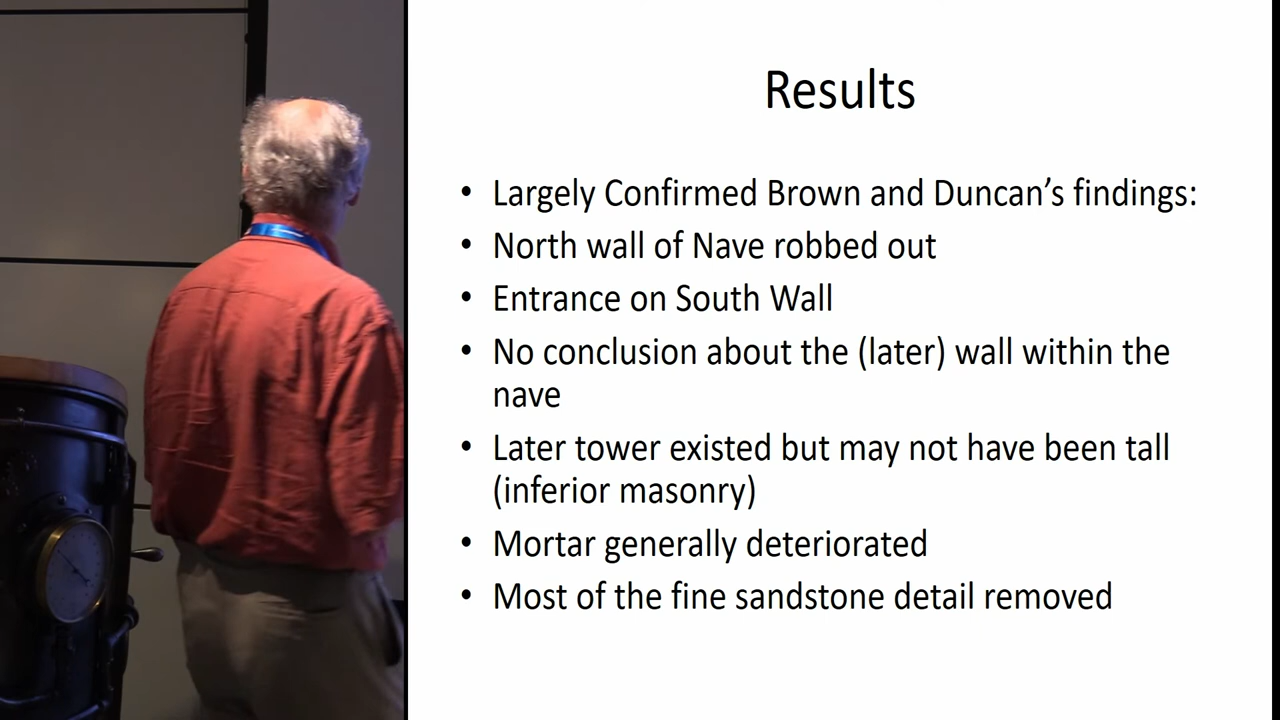 Results
• Largely Confirmed Brown and Duncan's findings:
• North wall of Nave robbed out
• Entrance on South Wall
• No conclusion about the (later) wall within the
nave
• Later tower existed but may not have been tall
(inferior masonry)
• Mortar generally deteriorated
• Most of the fine sandstone detail removed